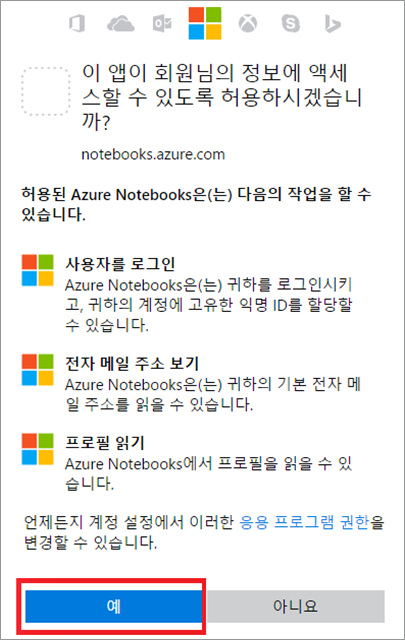 이 앱이 회원님의 정보에 액세
스할 수 있도록 허용하시겠습니
까?
notebooks.azure.com
허용된 Azure Notebooks은(는) 다음의 작업을 할 수
있습니다.
사용자를 로그인
Azure Notebooks은(는) 귀하를 로그인시키
고, 귀하의 계정에 고유한 익명 ID를 할당할
수 있습니다.
전자 메일 주소 보기
Azure Notebooks은(는) 귀하의 기본 전자 메
일 주소를 읽을 수 있습니다.
프로필 읽기
Azure Notebooks에서 프로필을 읽을 수 있
습니다.
언제든지 계정 설정에서 이러한 응용 프로그램 권한을
변경할 수 있습니다.
예
아니요